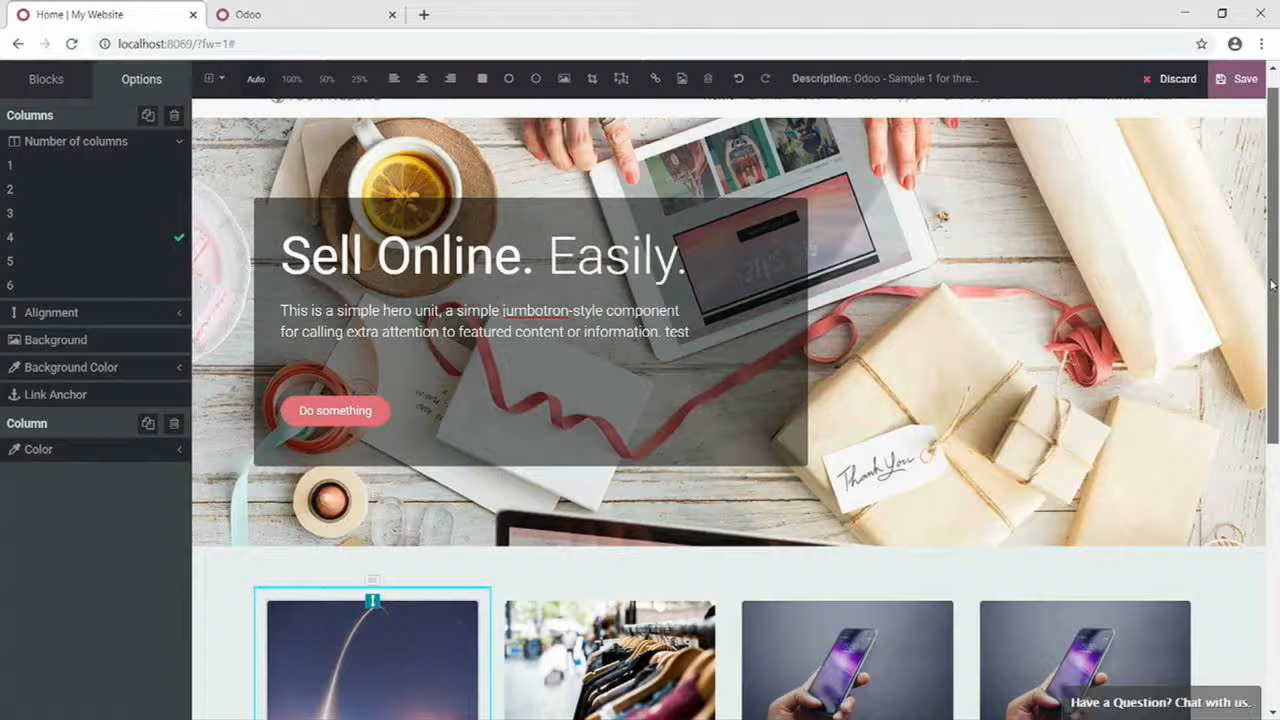 Home | My Website
Odoo
localhost:8069/?fw=1#
Blocks
Options
Auto
100%
50%
25%
Description: Odoo - Sample 1 for thre...
Discard
Save
Columns
Number of columns
1
2
3
4
5
6
Alignment
Background
Background Color
Link Anchor
Column
Color
Sell Online. Easily.
This is a simple hero unit, a simple jumbotron-style component
for calling extra attention to featured content or information. test
Do something
Thank You
Have a Question? Chat with us.